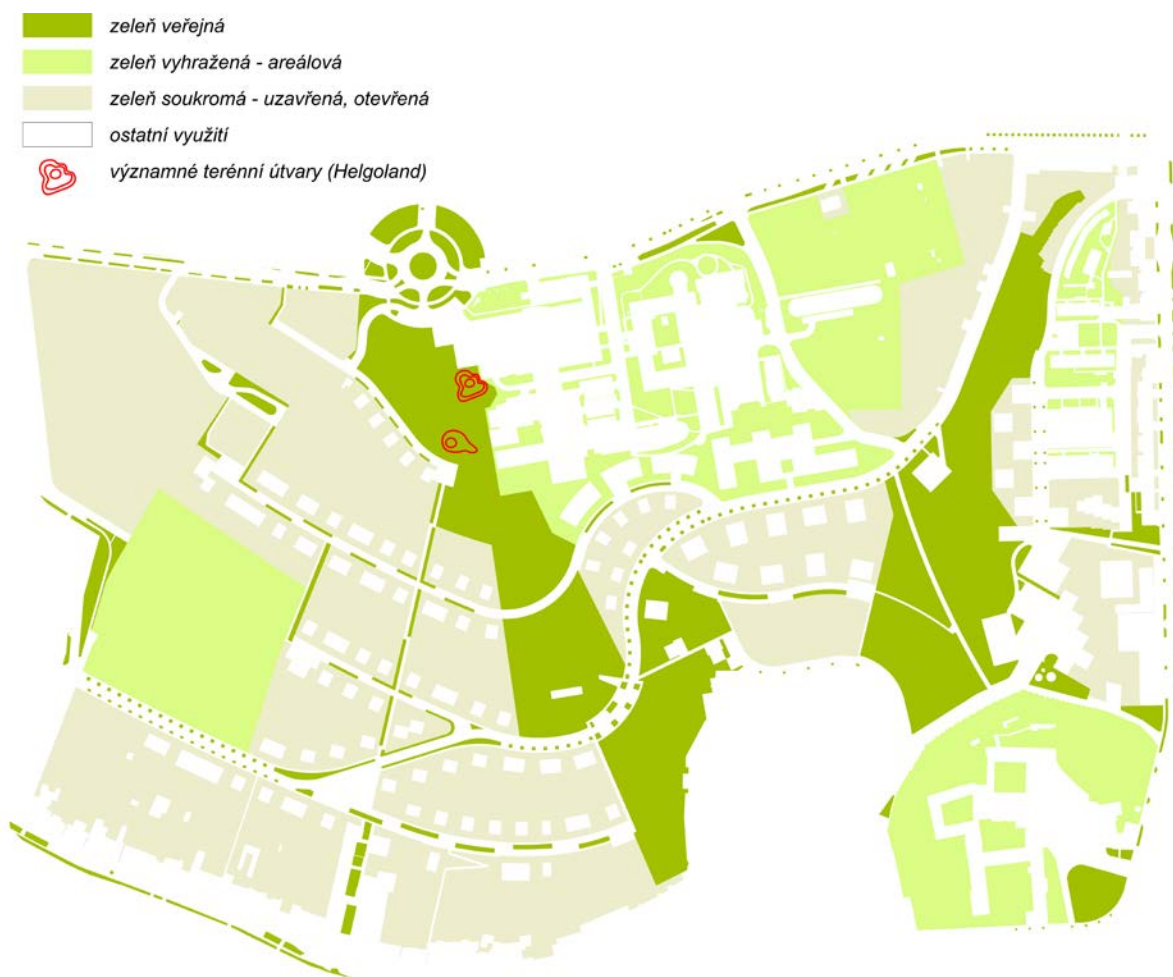 zeleň veřejná
zeleň vyhražená - areálová
zeleň soukromá - uzavřená, otevřená
ostatní využití
významné terénní útvary (Helgoland)